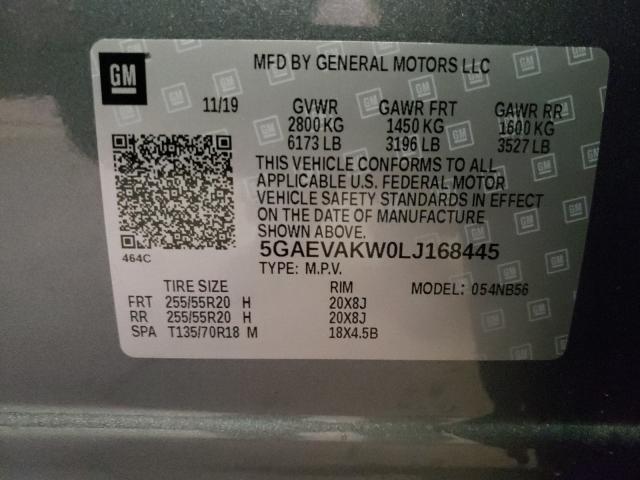 GM
MFD BY GENERAL MOTORS LLC
11/19 GVWR GAWR FRT GAWR RR
2800 KG 1450 KG 1600 KG
6173 LB 3196 LB 3527 LB
THIS VEHICLE CONFORMS TO ALL
APPLICABLE U.S. FEDERAL MOTOR
VEHICLE SAFETY STANDARDS IN EFFECT
ON THE DATE OF MANUFACTURE
SHOWN ABOVE.
464C
5GAEVAKW0LJ168445
TYPE: M.P.V.
TIRE SIZE RIM MODEL: 054NB56
FRT 255/55R20 H 20X8J
RR 255/55R20 H 20X8J
SPA T135/70R18 M 18X4.5B